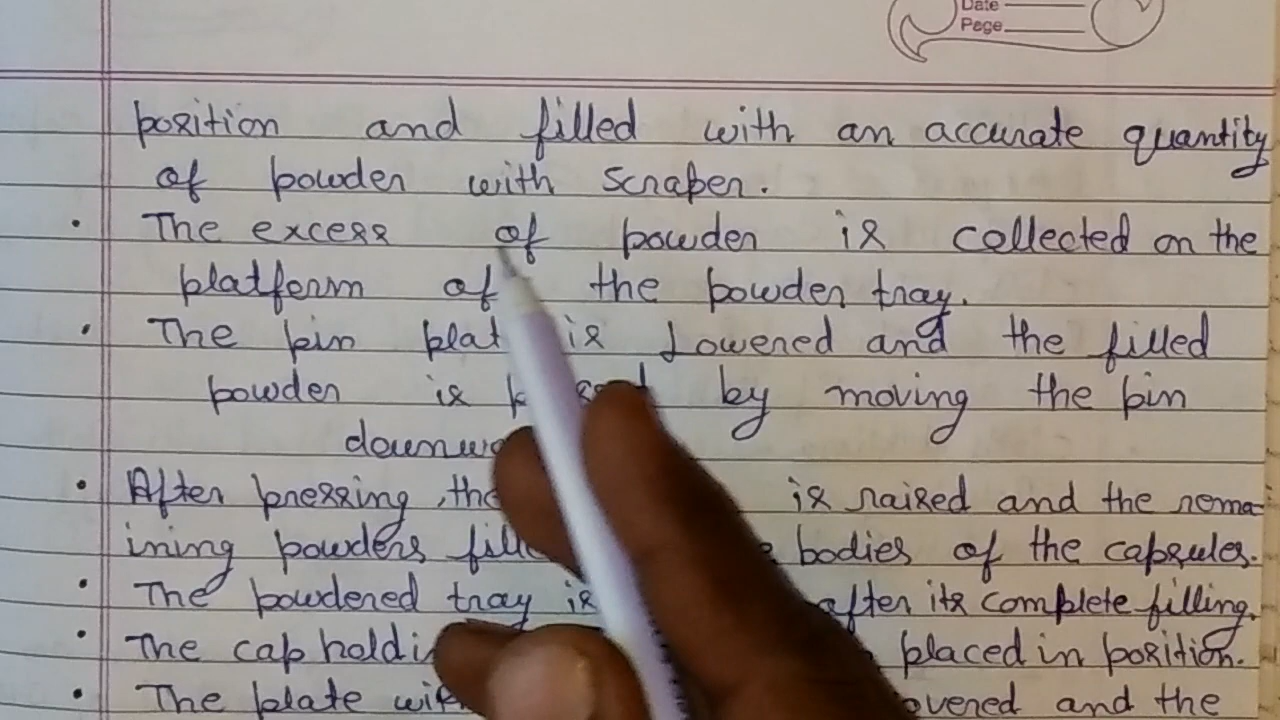 Date
Page
position and filled with an accurate quantity
of powder with scraper.
• The excess of powder is collected on the
platform of the powder tray.
• The pin is Lowered and the filled
powder is by moving the pin
• After pressing, the is raised and the rema-
ining powders bodies of the capsules.
• The powdered tray is after its complete filling.
• The cap placed in position.
• The plate and the